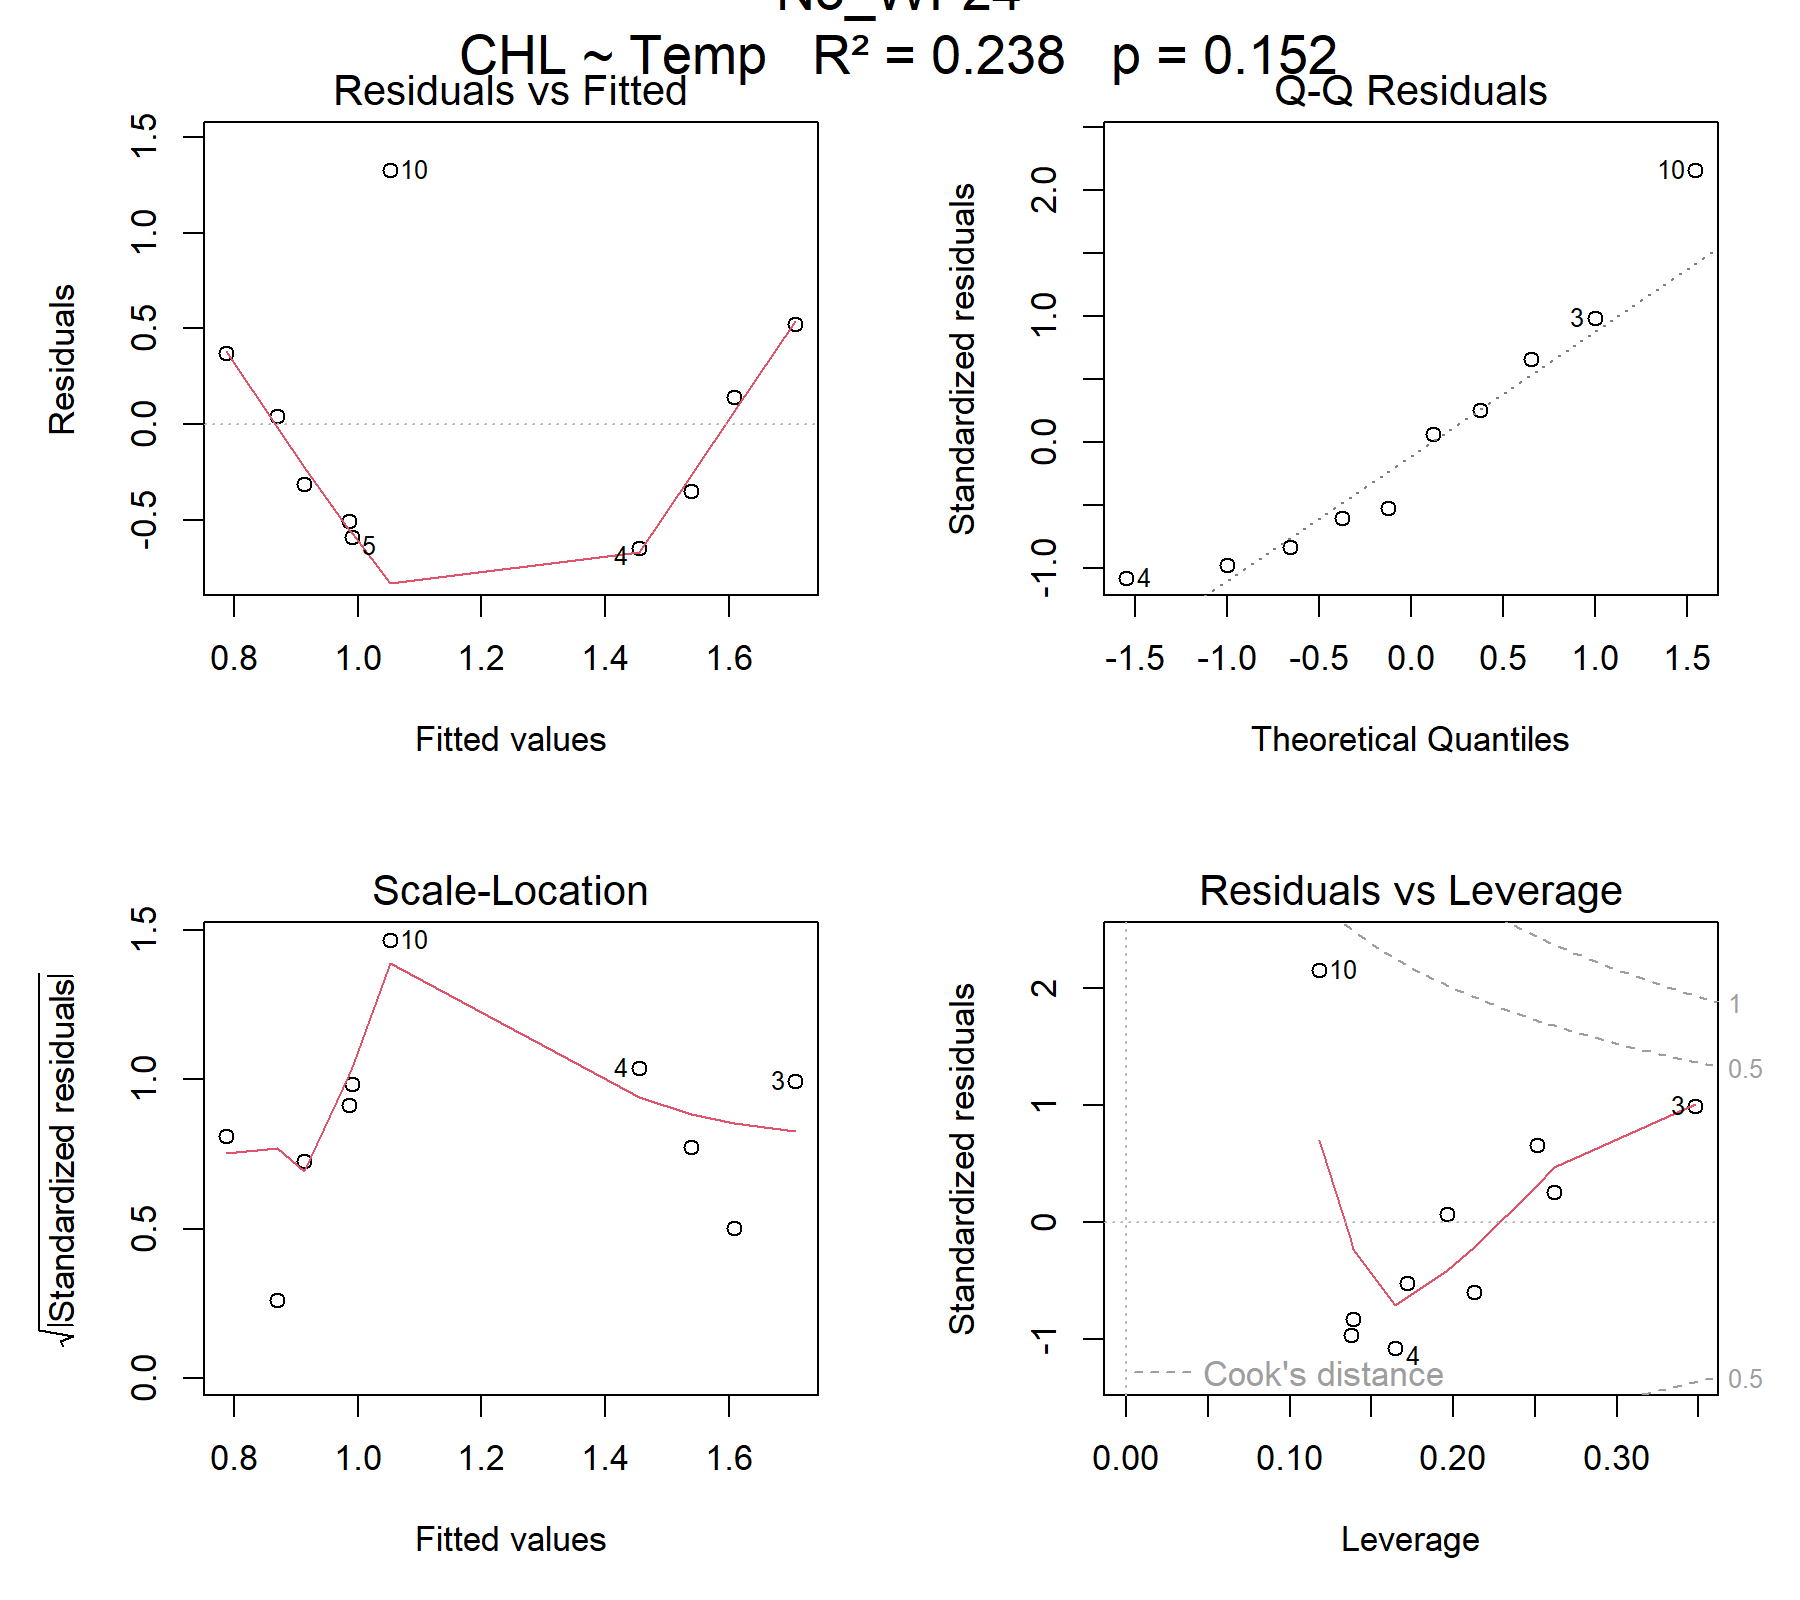 CHL ~ Temp R² = 0.238 p = 0.152
Residuals vs Fitted
1.5
1.0
0.5
0.0
-0.5
Residuals
10
5
4
0.8 1.0 1.2 1.4 1.6
Fitted values
Q-Q Residuals
2.0
1.0
0.0
-1.0
Standardized residuals
10
3
4
-1.5 -1.0 -0.5 0.0 0.5 1.0 1.5
Theoretical Quantiles
Scale-Location
1.5
1.0
0.5
0.0
√|Standardized residuals|
10
4
3
0.8 1.0 1.2 1.4 1.6
Fitted values
Residuals vs Leverage
2
1
0
-1
Standardized residuals
10
3
4
1
0.5
0.5
Cook's distance
0.00 0.10 0.20 0.30
Leverage